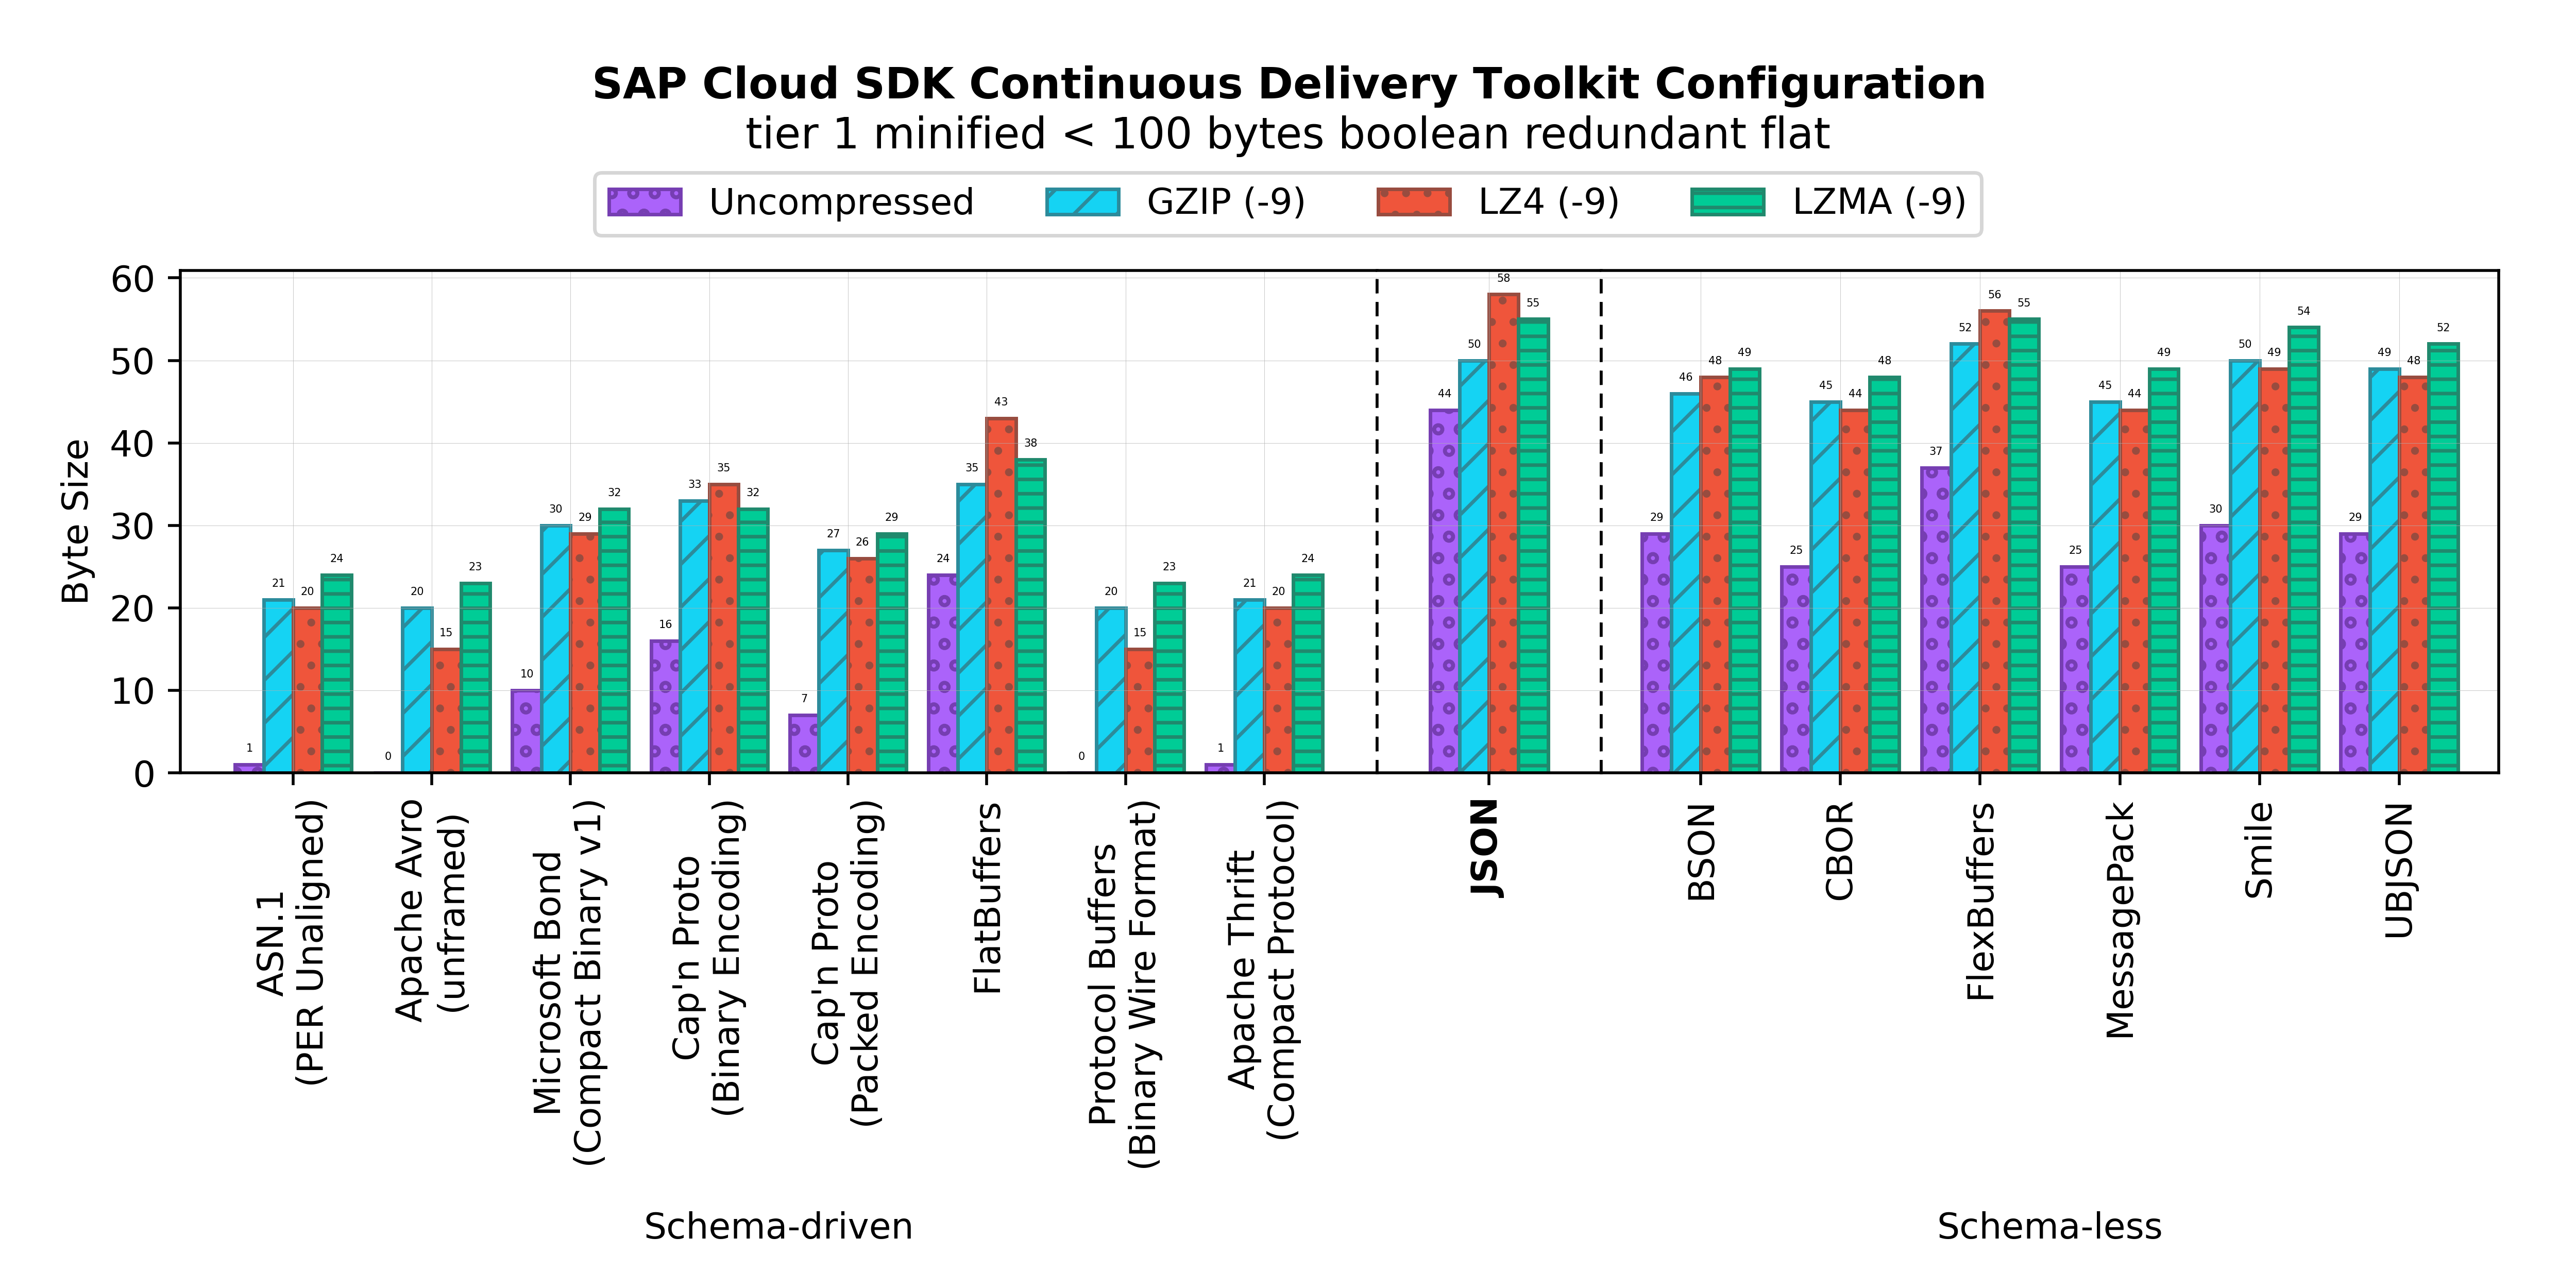 SAP Cloud SDK Continuous Delivery Toolkit Configuration
tier 1 minified < 100 bytes boolean redundant flat
Uncompressed
GZIP (-9)
LZ4 (-9)
LZMA (-9)
Byte Size
60
50
40
30
20
10
0
1
21
20
24
0
20
15
23
10
30
29
32
16
33
35
32
7
27
26
29
24
35
43
38
0
20
15
23
1
21
20
24
44
50
58
55
29
46
48
49
25
45
44
48
37
52
56
55
25
45
44
49
30
50
49
54
29
49
48
52
ASN.1
(PER Unaligned)
Apache Avro
(unframed)
Microsoft Bond
(Compact Binary v1)
Cap'n Proto
(Binary Encoding)
Cap'n Proto
(Packed Encoding)
FlatBuffers
Protocol Buffers
(Binary Wire Format)
Apache Thrift
(Compact Protocol)
JSON
BSON
CBOR
FlexBuffers
MessagePack
Smile
UBJSON
Schema-driven
Schema-less